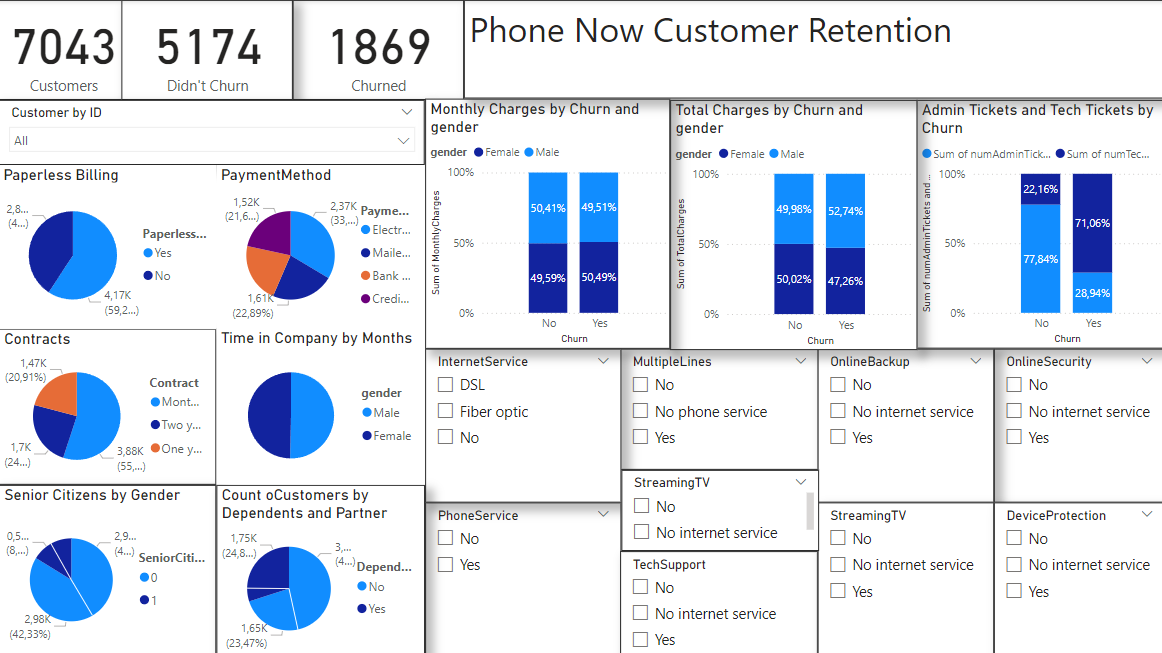 7043
Customers
5174
Didn't Churn
1869
Churned
Phone Now Customer Retention
Customer by ID
All
Paperless Billing
2,8...
(4...)
4,17K
(59,2...)
Paperless...
Yes
No
PaymentMethod
1,52K
(21,6...)
2,37K
(33,...)
1,61K
(22,89%)
Payme...
Electr...
Maile...
Bank ...
Credi...
Monthly Charges by Churn and
gender
gender Female Male
Sum of MonthlyCharges
100%
50%
0%
50,41%
49,51%
49,59%
50,49%
No Yes
Churn
Total Charges by Churn and
gender
gender Female Male
Sum of TotalCharges
100%
50%
0%
49,98%
52,74%
50,02%
47,26%
No Yes
Churn
Admin Tickets and Tech Tickets by
Churn
Sum of numAdminTick... Sum of numTec...
Sum of numAdminTickets and ...
100%
50%
0%
22,16%
71,06%
77,84%
28,94%
No Yes
Churn
Contracts
1,47K
(20,91%)
1,7K
(24...)
3,88K
(55,...)
Contract
Mont...
Two y...
One y...
Time in Company by Months
gender
Male
Female
Senior Citizens by Gender
0,5...
(8,...)
2,9...
(4...)
2,98K
(42,33%)
SeniorCiti...
0
1
Count oCustomers by
Dependents and Partner
1,75K
(24,8...)
3,...
(4...)
1,65K
(23,47%)
Depend...
No
Yes
InternetService
DSL
Fiber optic
No
MultipleLines
No
No phone service
Yes
OnlineBackup
No
No internet service
Yes
OnlineSecurity
No
No internet service
Yes
PhoneService
No
Yes
StreamingTV
No
No internet service
TechSupport
No
No internet service
Yes
StreamingTV
No
No internet service
Yes
DeviceProtection
No
No internet service
Yes